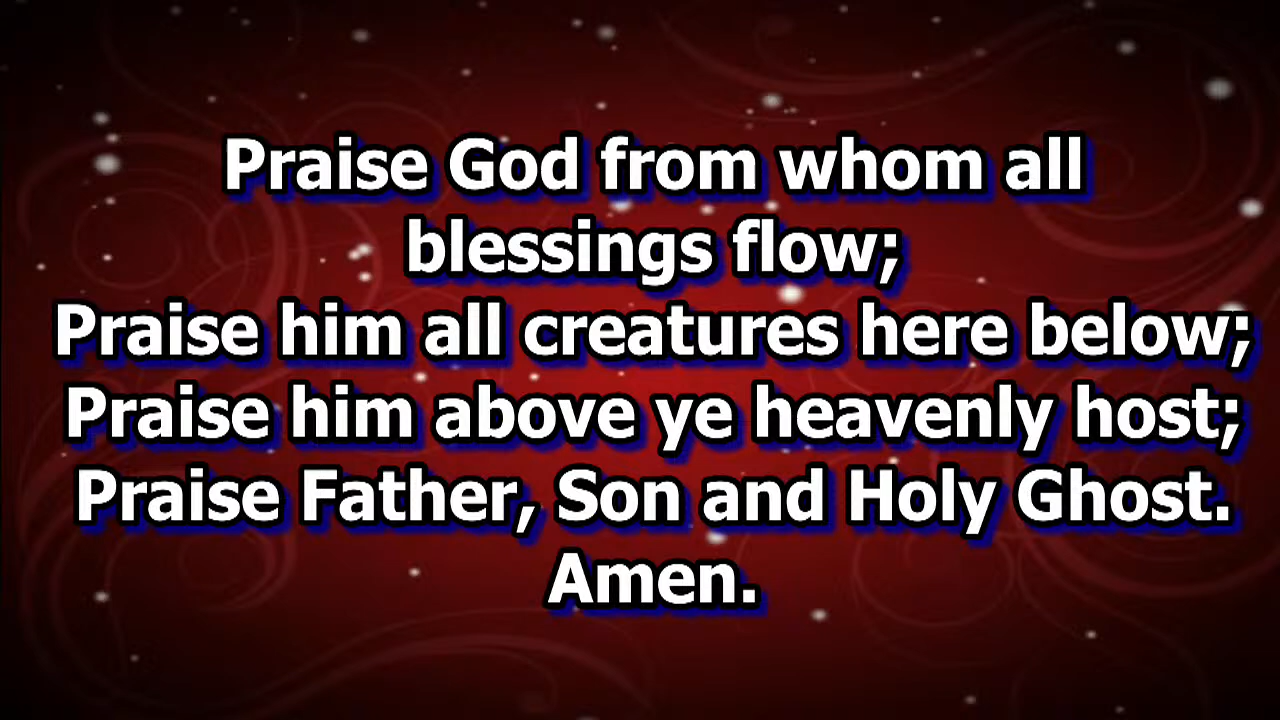 Praise God from whom all
blessings flow;
Praise him all creatures here below;
Praise him above ye heavenly host;
Praise Father, Son and Holy Ghost.
Amen.